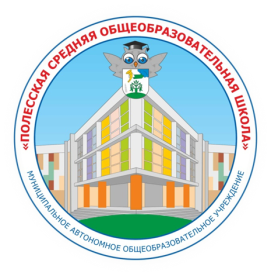 «ПОЛЕССКАЯ СРЕДНЯЯ ОБЩЕОБРАЗОВАТЕЛЬНАЯ ШКОЛА»
МУНИЦИПАЛЬНОЕ АВТОНОМНОЕ ОБЩЕОБРАЗОВАТЕЛЬНОЕ УЧРЕЖДЕНИЕ